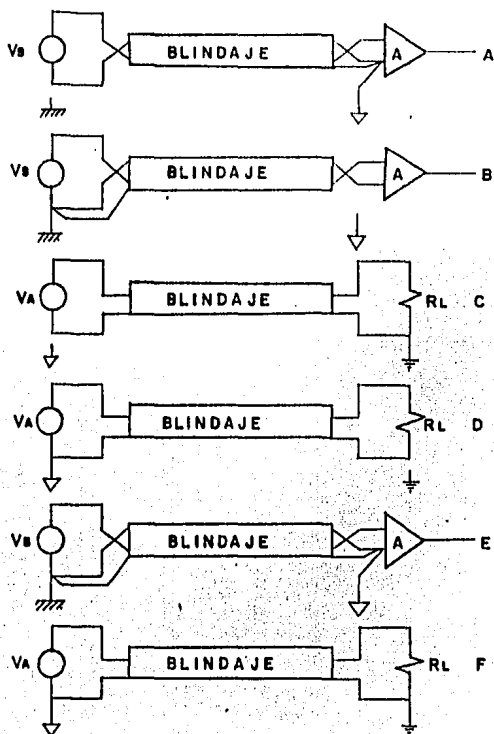 VS BLINDAJE A A
VS BLINDAJE A B
VA BLINDAJE RL C
VA BLINDAJE RL D
VS BLINDAJE A E
VA BLINDAJE RL F